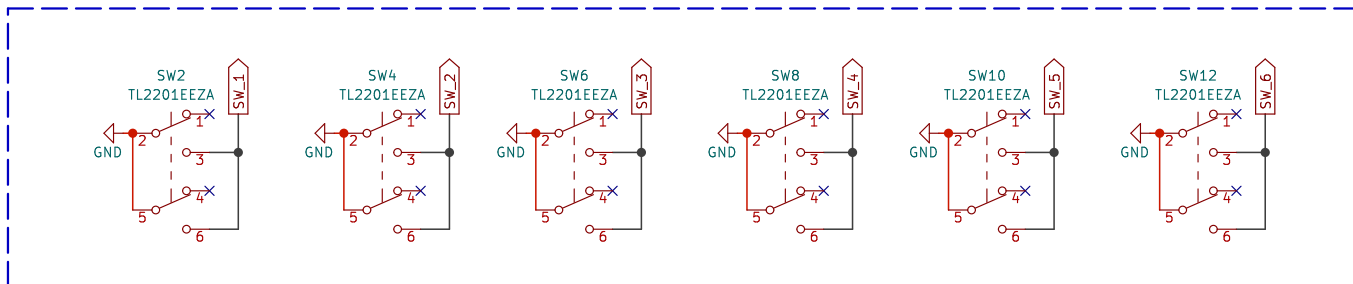 SW2 SW4 SW6 SW8 SW10 SW12
TL2201EEZA TL2201EEZA TL2201EEZA TL2201EEZA TL2201EEZA TL2201EEZA
SW_1 SW_2 SW_3 SW_4 SW_5 SW_6
1 1 1 1 1 1
2 2 2 2 2 2
GND GND GND GND GND GND
3 3 3 3 3 3
4 4 4 4 4 4
5 5 5 5 5 5
6 6 6 6 6 6